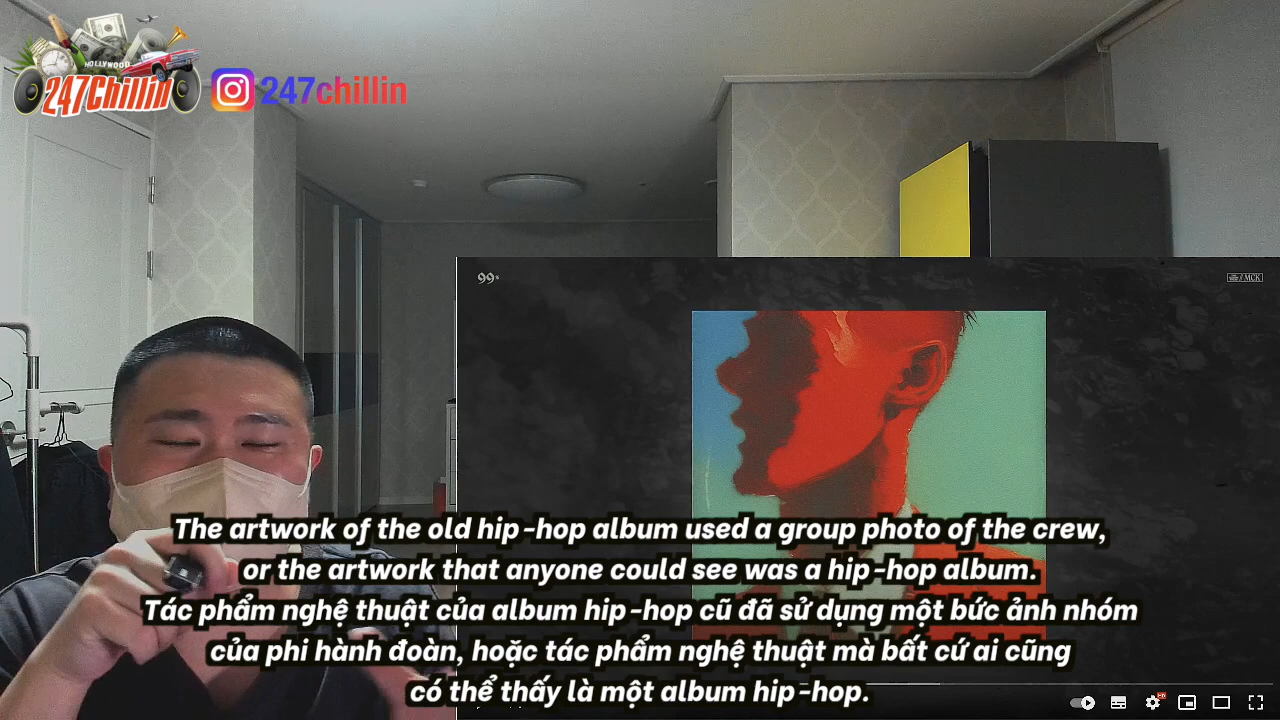 HOLLYWOOD
247Chillin
247chillin
99%
MCK
The artwork of the old hip-hop album used a group photo of the crew,
or the artwork that anyone could see was a hip-hop album.
Tác phẩm nghệ thuật của album hip-hop cũ đã sử dụng một bức ảnh nhóm
của phi hành đoàn, hoặc tác phẩm nghệ thuật mà bất cứ ai cũng
có thể thấy là một album hip-hop.
HD